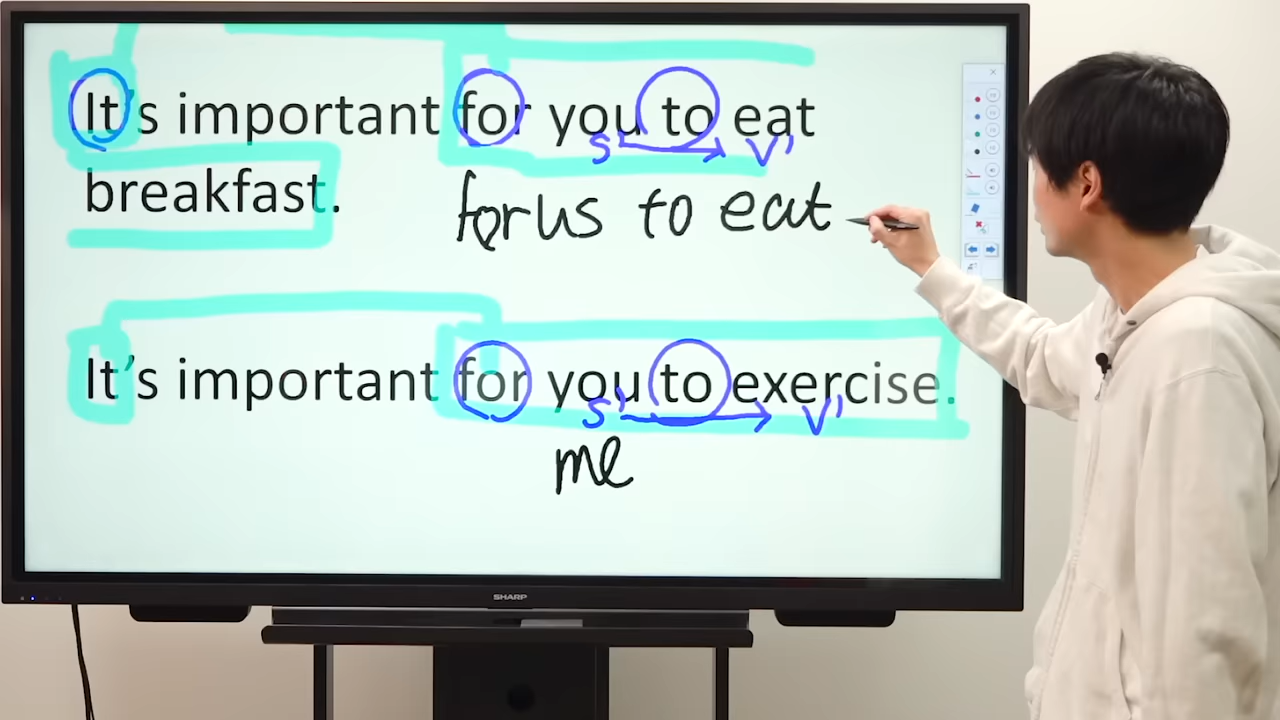 It's important for you to eat
S' V'
breakfast.
for us to eat
It's important for you to exercise.
S' V'
me
SHARP